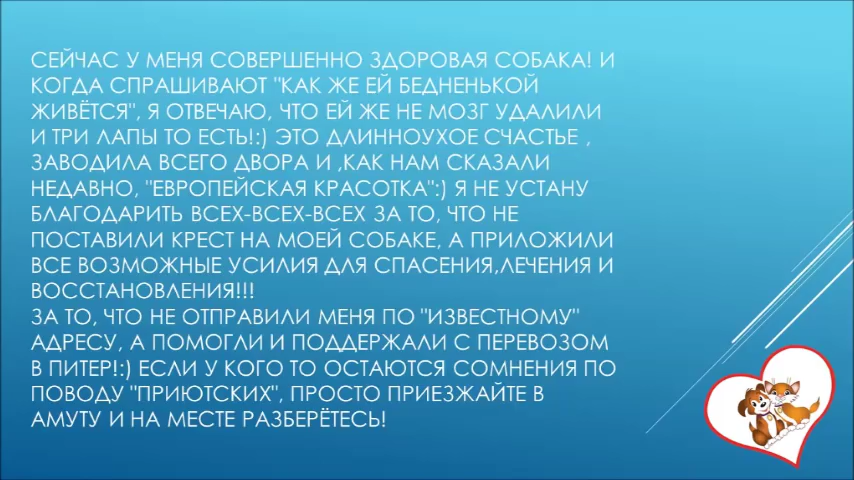 СЕЙЧАС У МЕНЯ СОВЕРШЕННО ЗДОРОВАЯ СОБАКА! И
КОГДА СПРАШИВАЮТ "КАК ЖЕ ЕЙ БЕДНЕНЬКОЙ
ЖИВЁТСЯ", Я ОТВЕЧАЮ, ЧТО ЕЙ ЖЕ НЕ МОЗГ УДАЛИЛИ
И ТРИ ЛАПЫ ТО ЕСТЬ!:) ЭТО ДЛИННОУХОЕ СЧАСТЬЕ ,
ЗАВОДИЛА ВСЕГО ДВОРА И ,КАК НАМ СКАЗАЛИ
НЕДАВНО, "ЕВРОПЕЙСКАЯ КРАСОТКА":) Я НЕ УСТАНУ
БЛАГОДАРИТЬ ВСЕХ-ВСЕХ-ВСЕХ ЗА ТО, ЧТО НЕ
ПОСТАВИЛИ КРЕСТ НА МОЕЙ СОБАКЕ, А ПРИЛОЖИЛИ
ВСЕ ВОЗМОЖНЫЕ УСИЛИЯ ДЛЯ СПАСЕНИЯ,ЛЕЧЕНИЯ И
ВОССТАНОВЛЕНИЯ!!!
ЗА ТО, ЧТО НЕ ОТПРАВИЛИ МЕНЯ ПО "ИЗВЕСТНОМУ"
АДРЕСУ, А ПОМОГЛИ И ПОДДЕРЖАЛИ С ПЕРЕВОЗОМ
В ПИТЕР!:) ЕСЛИ У КОГО ТО ОСТАЮТСЯ СОМНЕНИЯ ПО
ПОВОДУ "ПРИЮТСКИХ", ПРОСТО ПРИЕЗЖАЙТЕ В
АМУТУ И НА МЕСТЕ РАЗБЕРЁТЕСЬ!